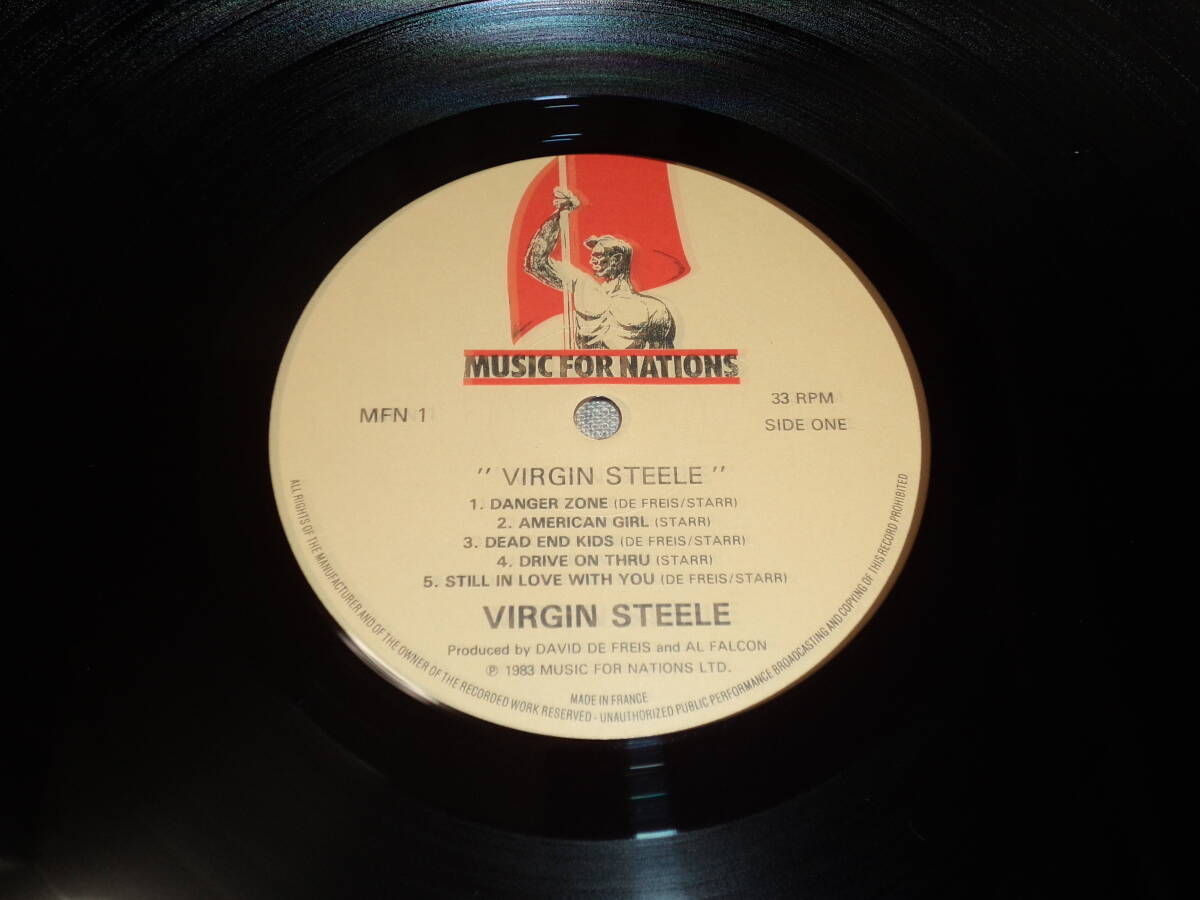 MUSIC FOR NATIONS
MFN 1
33 RPM
SIDE ONE
" VIRGIN STEELE "
1. DANGER ZONE (DE FREIS/STARR)
2. AMERICAN GIRL (STARR)
3. DEAD END KIDS (DE FREIS/STARR)
4. DRIVE ON THRU (STARR)
5. STILL IN LOVE WITH YOU (DE FREIS/STARR)
VIRGIN STEELE
Produced by DAVID DE FREIS and AL FALCON
℗ 1983 MUSIC FOR NATIONS LTD.
MADE IN FRANCE
ALL RIGHTS OF THE MANUFACTURER AND OF THE OWNER OF THE RECORDED WORK RESERVED - UNAUTHORIZED PUBLIC PERFORMANCE BROADCASTING AND COPYING OF THIS RECORD PROHIBITED